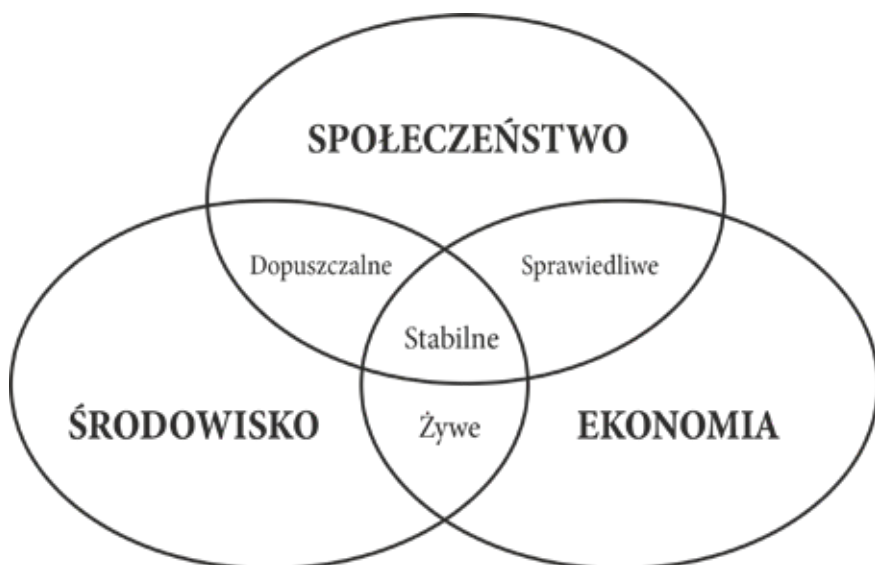 SPOŁECZEŃSTWO
Dopuszczalne
Sprawiedliwe
Stabilne
ŚRODOWISKO
Żywe
EKONOMIA